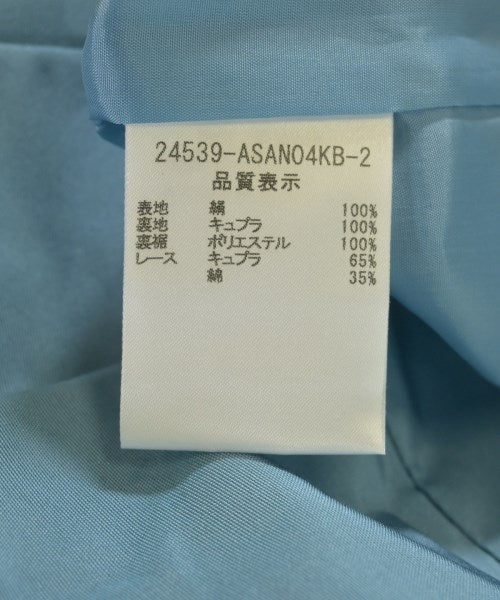 24539-ASAN04KB-2
品質表示
表地 絹 100%
裏地 キュプラ 100%
裏裾 ポリエステル 100%
レース キュプラ 65%
綿 35%